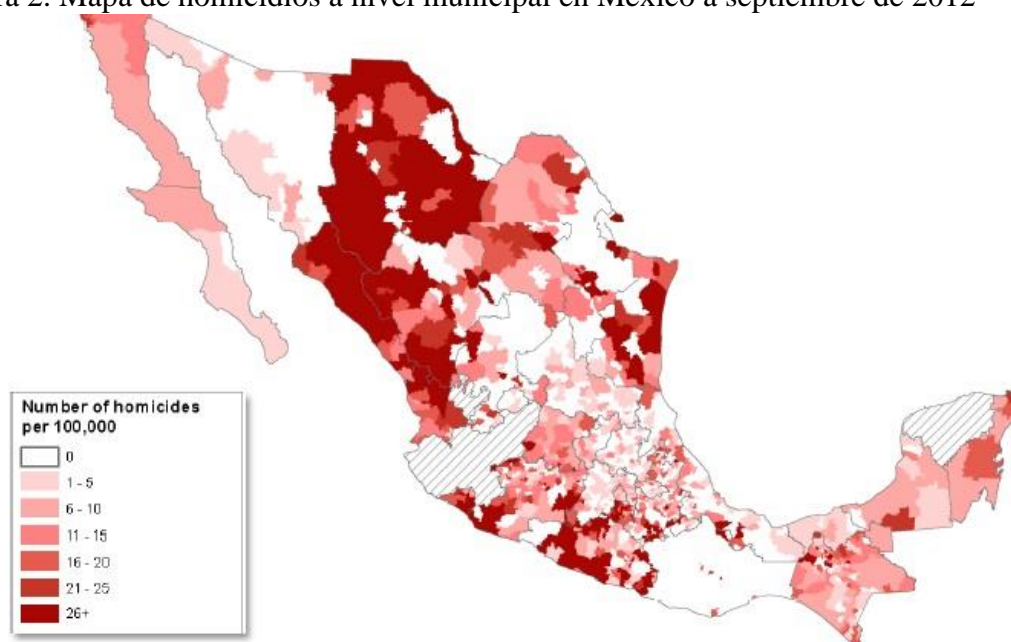 ra 2: Mapa de homicidios a nivel municipal en México a septiembre de 2012
Number of homicides
per 100,000
0
1 - 5
6 - 10
11 - 15
16 - 20
21 - 25
26+